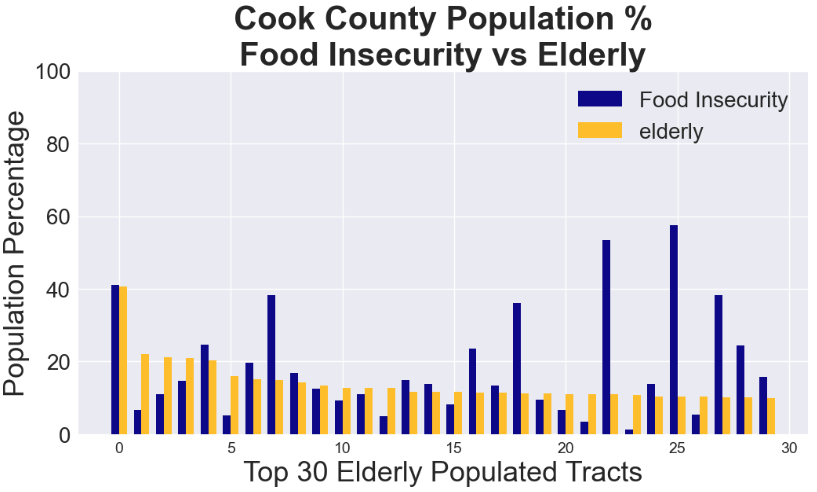 Cook County Population %
Food Insecurity vs Elderly
100
80
60
40
20
0
Population Percentage
Food Insecurity
elderly
0 5 10 15 20 25 30
Top 30 Elderly Populated Tracts